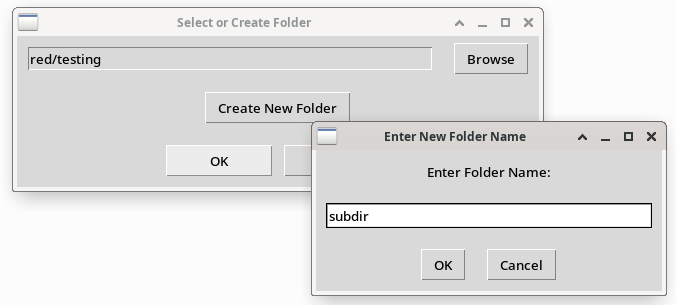 Select or Create Folder
red/testing
Browse
Create New Folder
OK
Enter New Folder Name
Enter Folder Name:
subdir
OK
Cancel